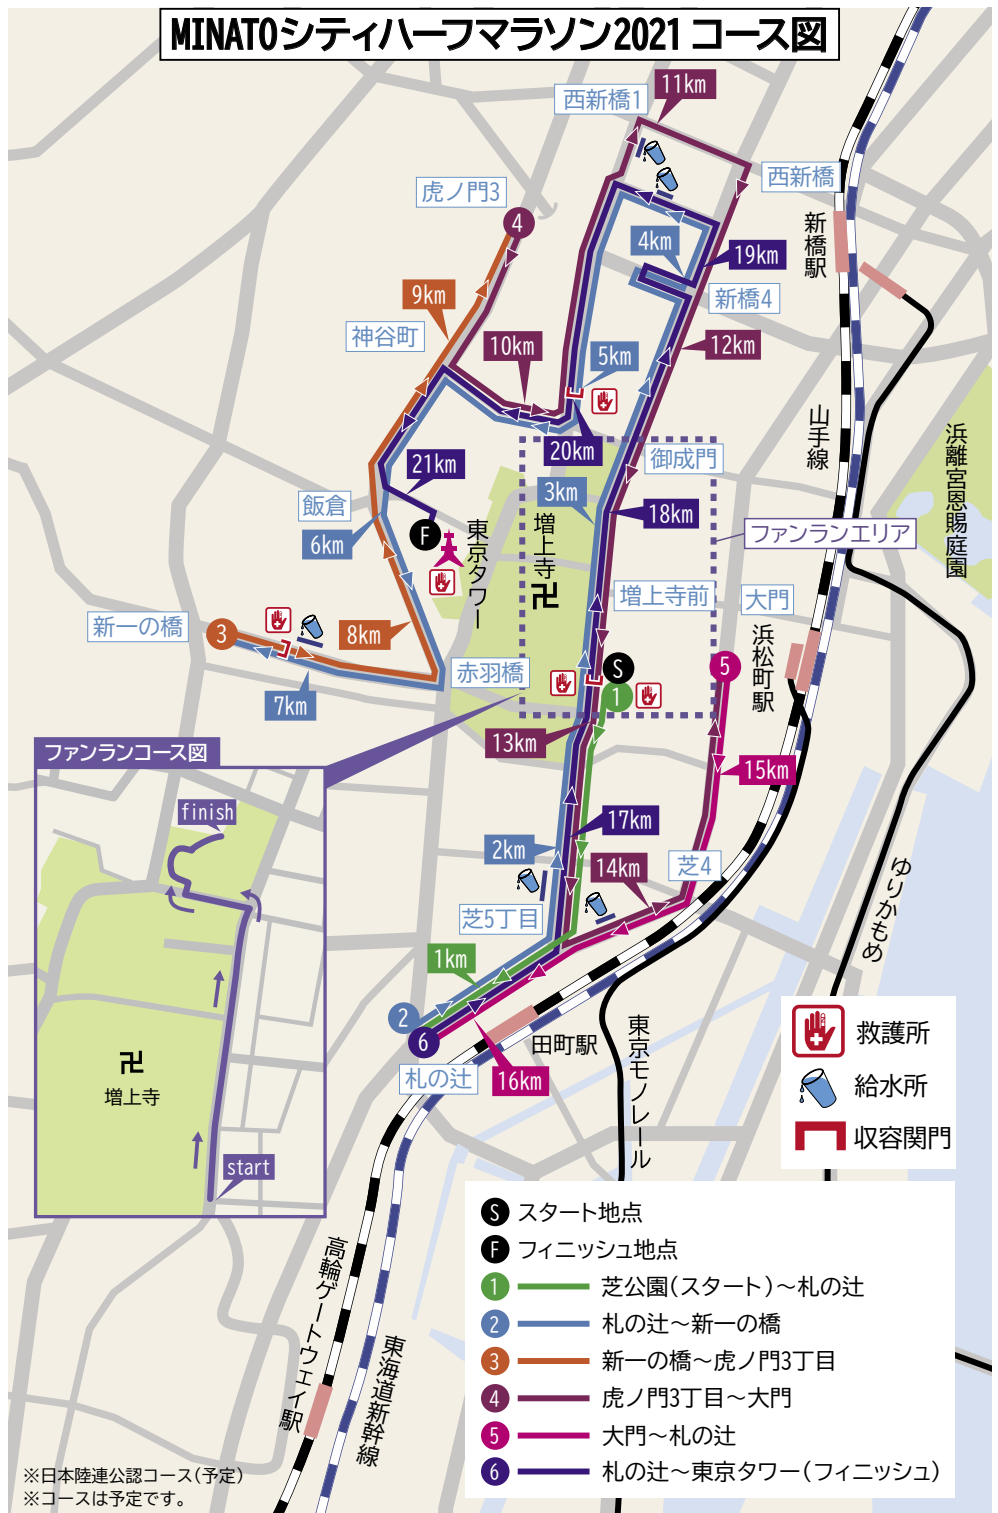 MINATOシティハーフマラソン2021 コース図
11km
西新橋1
西新橋
虎ノ門3
4
新橋駅
4km
19km
9km
新橋4
神谷町
10km
12km
5km
山手線
浜離宮恩賜庭園
20km
御成門
21km
3km
飯倉
18km
ファンランエリア
F
6km
東京タワー
増上寺
卍
増上寺前
大門
新一の橋
3
8km
浜松町駅
赤羽橋
S
5
1
7km
13km
ファンランコース図
15km
finish
17km
2km
14km
芝4
ゆりかもめ
芝5丁目
1km
2
6
田町駅
東京モノレール
卍
増上寺
札の辻
16km
start
救護所
給水所
収容関門
S スタート地点
F フィニッシュ地点
1 芝公園(スタート)～札の辻
2 札の辻～新一の橋
3 新一の橋～虎ノ門3丁目
4 虎ノ門3丁目～大門
5 大門～札の辻
6 札の辻～東京タワー(フィニッシュ)
高輪ゲートウェイ駅
東海道新幹線
※日本陸連公認コース(予定)
※コースは予定です。